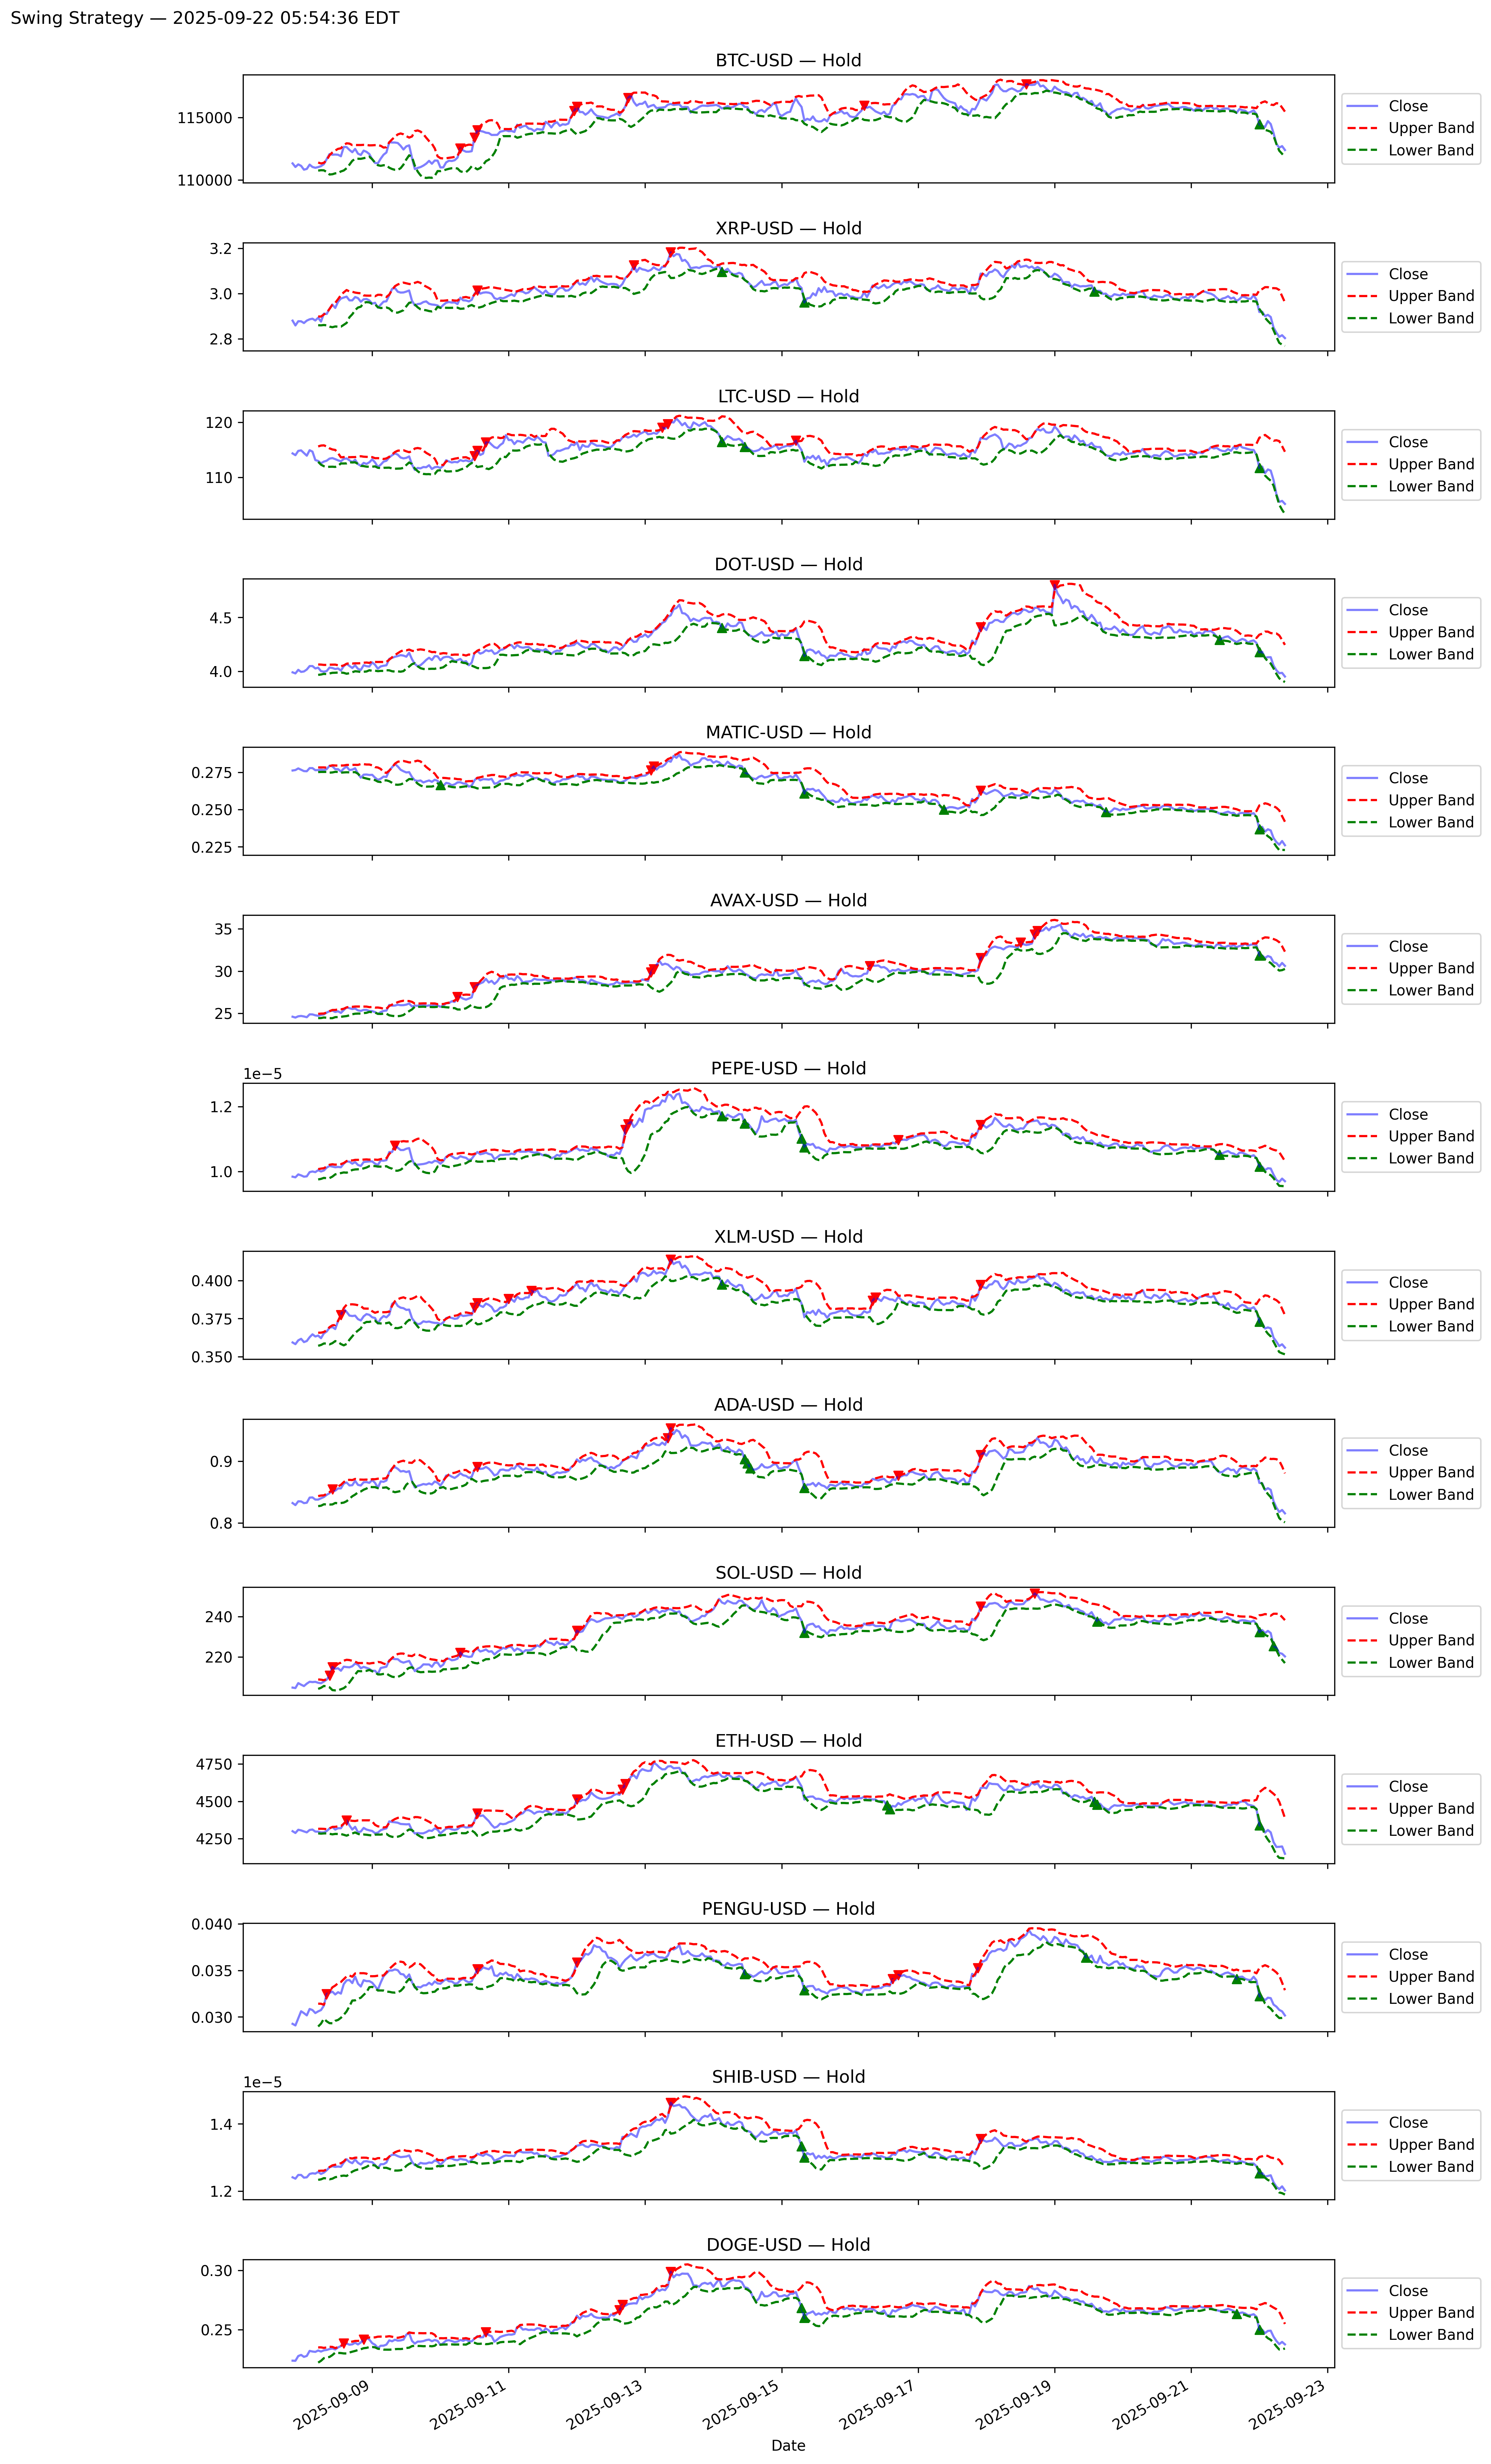 Swing Strategy — 2025-09-22 05:54:36 EDT
BTC-USD — Hold
115000
110000
Close
Upper Band
Lower Band
XRP-USD — Hold
3.2
3.0
2.8
Close
Upper Band
Lower Band
LTC-USD — Hold
120
110
Close
Upper Band
Lower Band
DOT-USD — Hold
4.5
4.0
Close
Upper Band
Lower Band
MATIC-USD — Hold
0.275
0.250
0.225
Close
Upper Band
Lower Band
AVAX-USD — Hold
35
30
25
Close
Upper Band
Lower Band
PEPE-USD — Hold
1e−5
1.2
1.0
Close
Upper Band
Lower Band
XLM-USD — Hold
0.400
0.375
0.350
Close
Upper Band
Lower Band
ADA-USD — Hold
0.9
0.8
Close
Upper Band
Lower Band
SOL-USD — Hold
240
220
Close
Upper Band
Lower Band
ETH-USD — Hold
4750
4500
4250
Close
Upper Band
Lower Band
PENGU-USD — Hold
0.040
0.035
0.030
Close
Upper Band
Lower Band
SHIB-USD — Hold
1e−5
1.4
1.2
Close
Upper Band
Lower Band
DOGE-USD — Hold
0.30
0.25
Close
Upper Band
Lower Band
2025-09-09
2025-09-11
2025-09-13
2025-09-15
2025-09-17
2025-09-19
2025-09-21
2025-09-23
Date